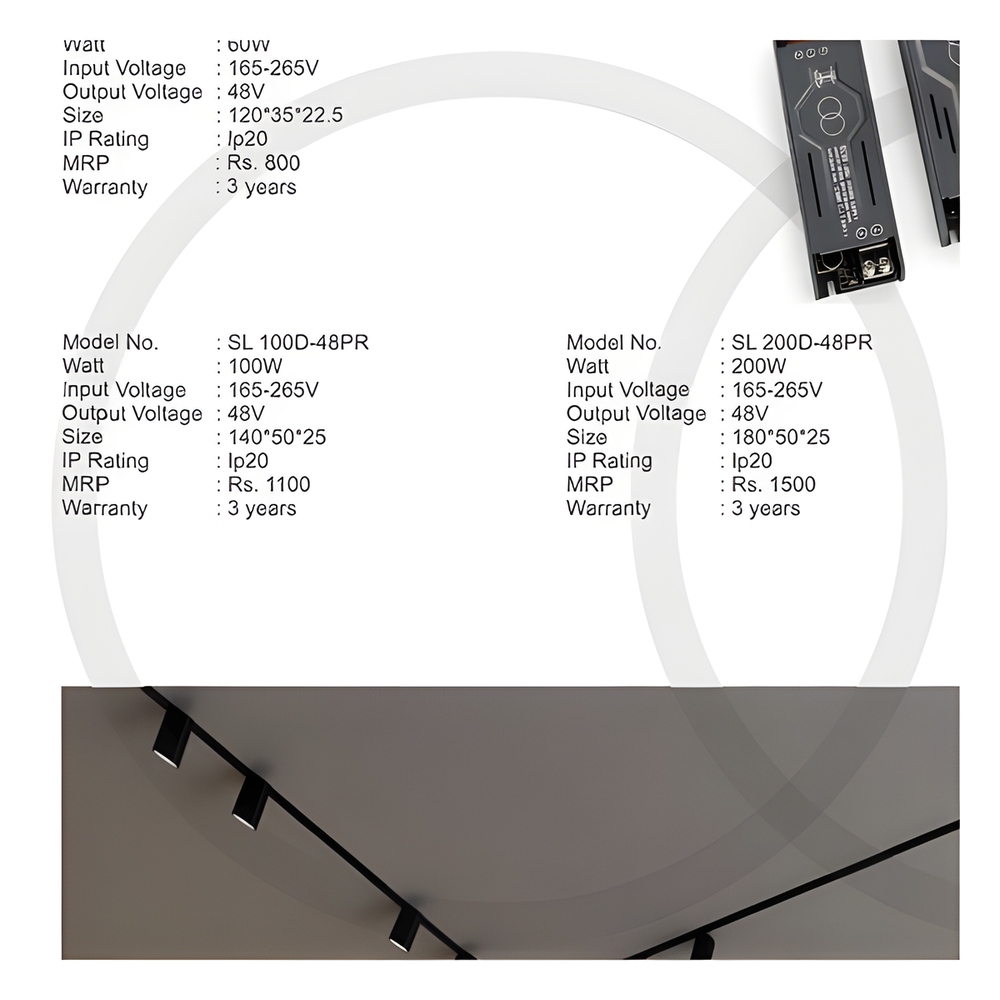 Watt : 60W
Input Voltage : 165-265V
Output Voltage : 48V
Size : 120*35*22.5
IP Rating : Ip20
MRP : Rs. 800
Warranty : 3 years
Model No. : SL 100D-48PR
Watt : 100W
Input Voltage : 165-265V
Output Voltage : 48V
Size : 140*50*25
IP Rating : Ip20
MRP : Rs. 1100
Warranty : 3 years
Model No. : SL 200D-48PR
Watt : 200W
Input Voltage : 165-265V
Output Voltage : 48V
Size : 180*50*25
IP Rating : Ip20
MRP : Rs. 1500
Warranty : 3 years